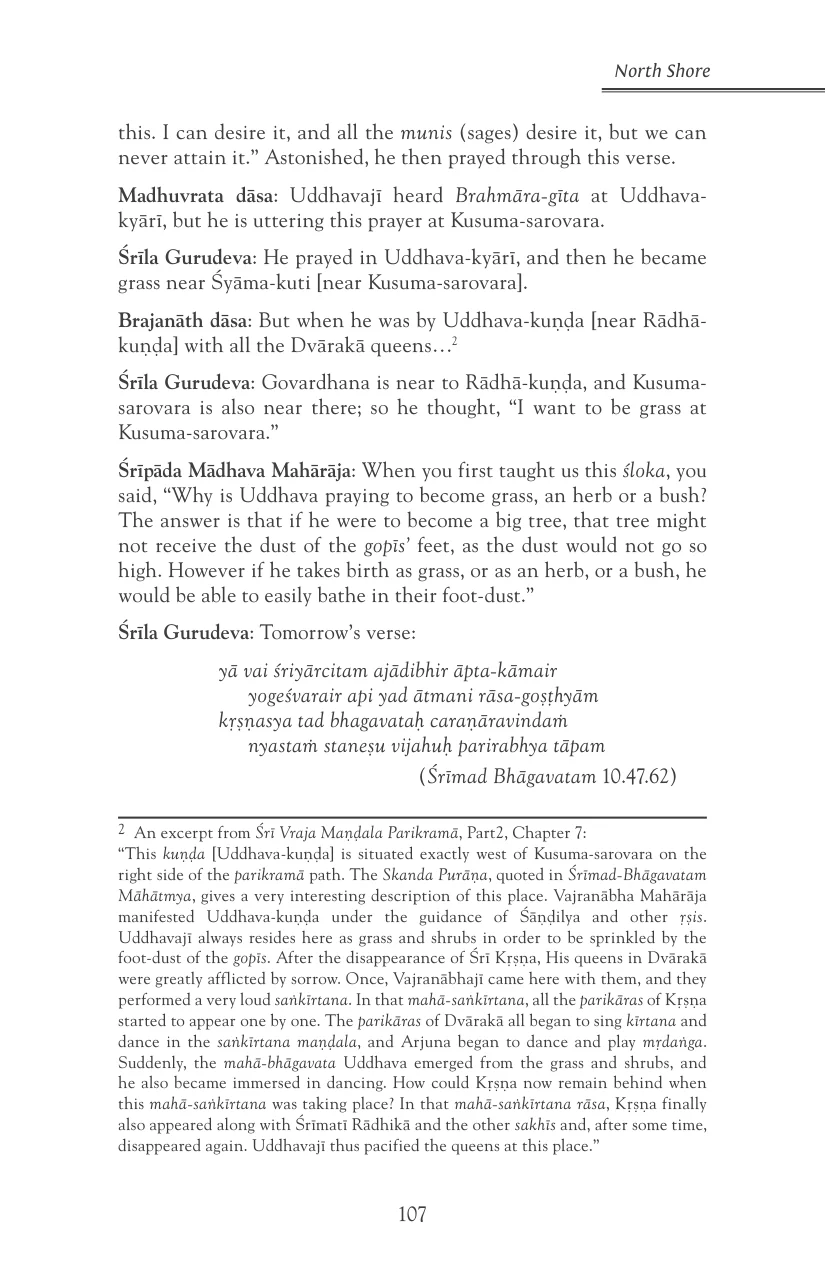 North Shore
this. I can desire it, and all the munis (sages) desire it, but we can
never attain it.” Astonished, he then prayed through this verse.
Madhuvrata dāsa: Uddhavajī heard Brahmāra-gīta at Uddhava-
kyārī, but he is uttering this prayer at Kusuma-sarovara.
Śrīla Gurudeva: He prayed in Uddhava-kyārī, and then he became
grass near Śyāma-kuti [near Kusuma-sarovara].
Brajanāth dāsa: But when he was by Uddhava-kuṇḍa [near Rādhā-
kuṇḍa] with all the Dvārakā queens…2
Śrīla Gurudeva: Govardhana is near to Rādhā-kuṇḍa, and Kusuma-
sarovara is also near there; so he thought, “I want to be grass at
Kusuma-sarovara.”
Śrīpāda Mādhava Mahārāja: When you first taught us this śloka, you
said, “Why is Uddhava praying to become grass, an herb or a bush?
The answer is that if he were to become a big tree, that tree might
not receive the dust of the gopīs’ feet, as the dust would not go so
high. However if he takes birth as grass, or as an herb, or a bush, he
would be able to easily bathe in their foot-dust.”
Śrīla Gurudeva: Tomorrow’s verse:
yā vai śriyārcitam ajādibhir āpta-kāmair
yogeśvarair api yad ātmani rāsa-goṣṭhyām
kṛṣṇasya tad bhagavataḥ caraṇāravindaṁ
nyastaṁ staneṣu vijahuḥ parirabhya tāpam
(Śrīmad Bhāgavatam 10.47.62)
2 An excerpt from Śrī Vraja Maṇḍala Parikramā, Part2, Chapter 7:
“This kuṇḍa [Uddhava-kuṇḍa] is situated exactly west of Kusuma-sarovara on the
right side of the parikramā path. The Skanda Purāṇa, quoted in Śrīmad-Bhāgavatam
Māhātmya, gives a very interesting description of this place. Vajranābha Mahārāja
manifested Uddhava-kuṇḍa under the guidance of Śāṇḍilya and other ṛṣis.
Uddhavajī always resides here as grass and shrubs in order to be sprinkled by the
foot-dust of the gopīs. After the disappearance of Śrī Kṛṣṇa, His queens in Dvārakā
were greatly afflicted by sorrow. Once, Vajranābhajī came here with them, and they
performed a very loud saṅkīrtana. In that mahā-saṅkīrtana, all the parikāras of Kṛṣṇa
started to appear one by one. The parikāras of Dvārakā all began to sing kīrtana and
dance in the saṅkīrtana maṇḍala, and Arjuna began to dance and play mṛdaṅga.
Suddenly, the mahā-bhāgavata Uddhava emerged from the grass and shrubs, and
he also became immersed in dancing. How could Kṛṣṇa now remain behind when
this mahā-saṅkīrtana was taking place? In that mahā-saṅkīrtana rāsa, Kṛṣṇa finally
also appeared along with Śrīmatī Rādhikā and the other sakhīs and, after some time,
disappeared again. Uddhavajī thus pacified the queens at this place.”
107